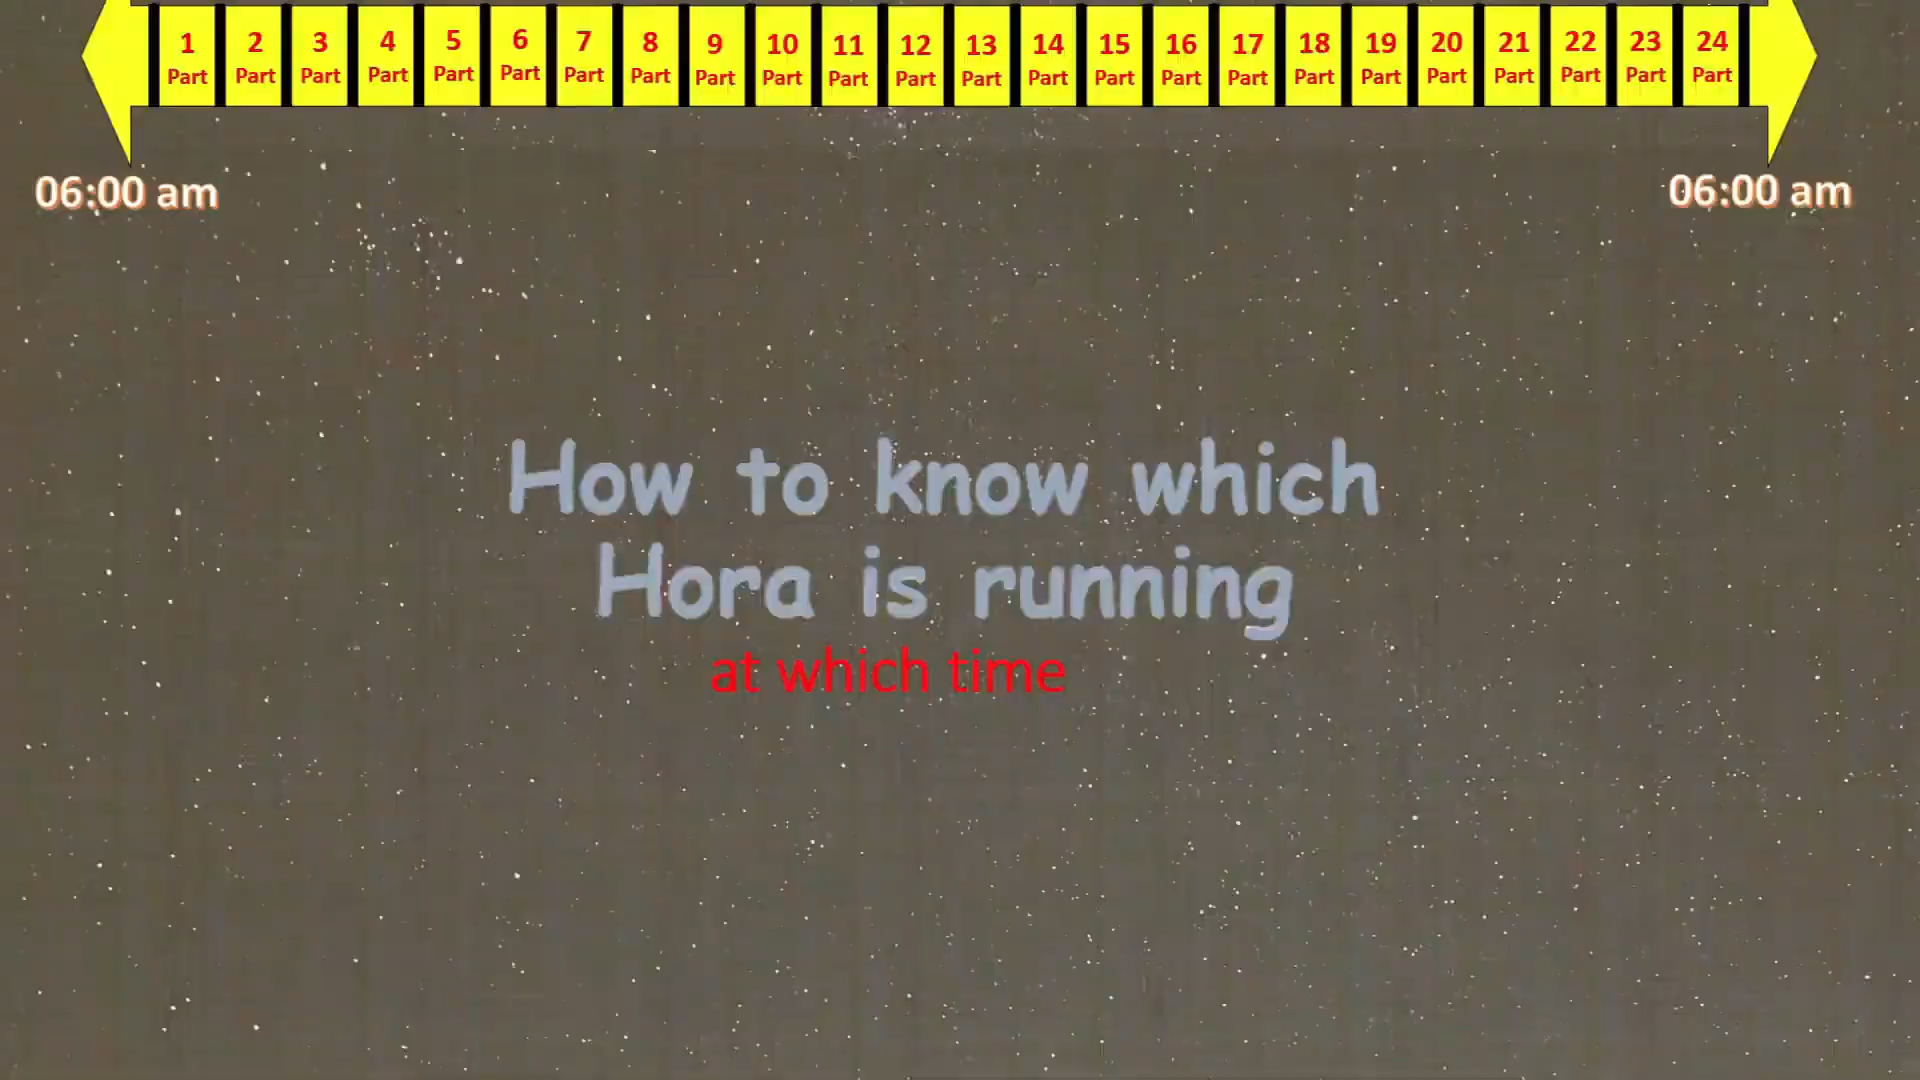 1 2 3 4 5 6 7 8 9 10 11 12 13 14 15 16 17 18 19 20 21 22 23 24
Part Part Part Part Part Part Part Part Part Part Part Part Part Part Part Part Part Part Part Part Part Part Part Part
06:00 am 06:00 am
How to know which
Hora is running
at which time